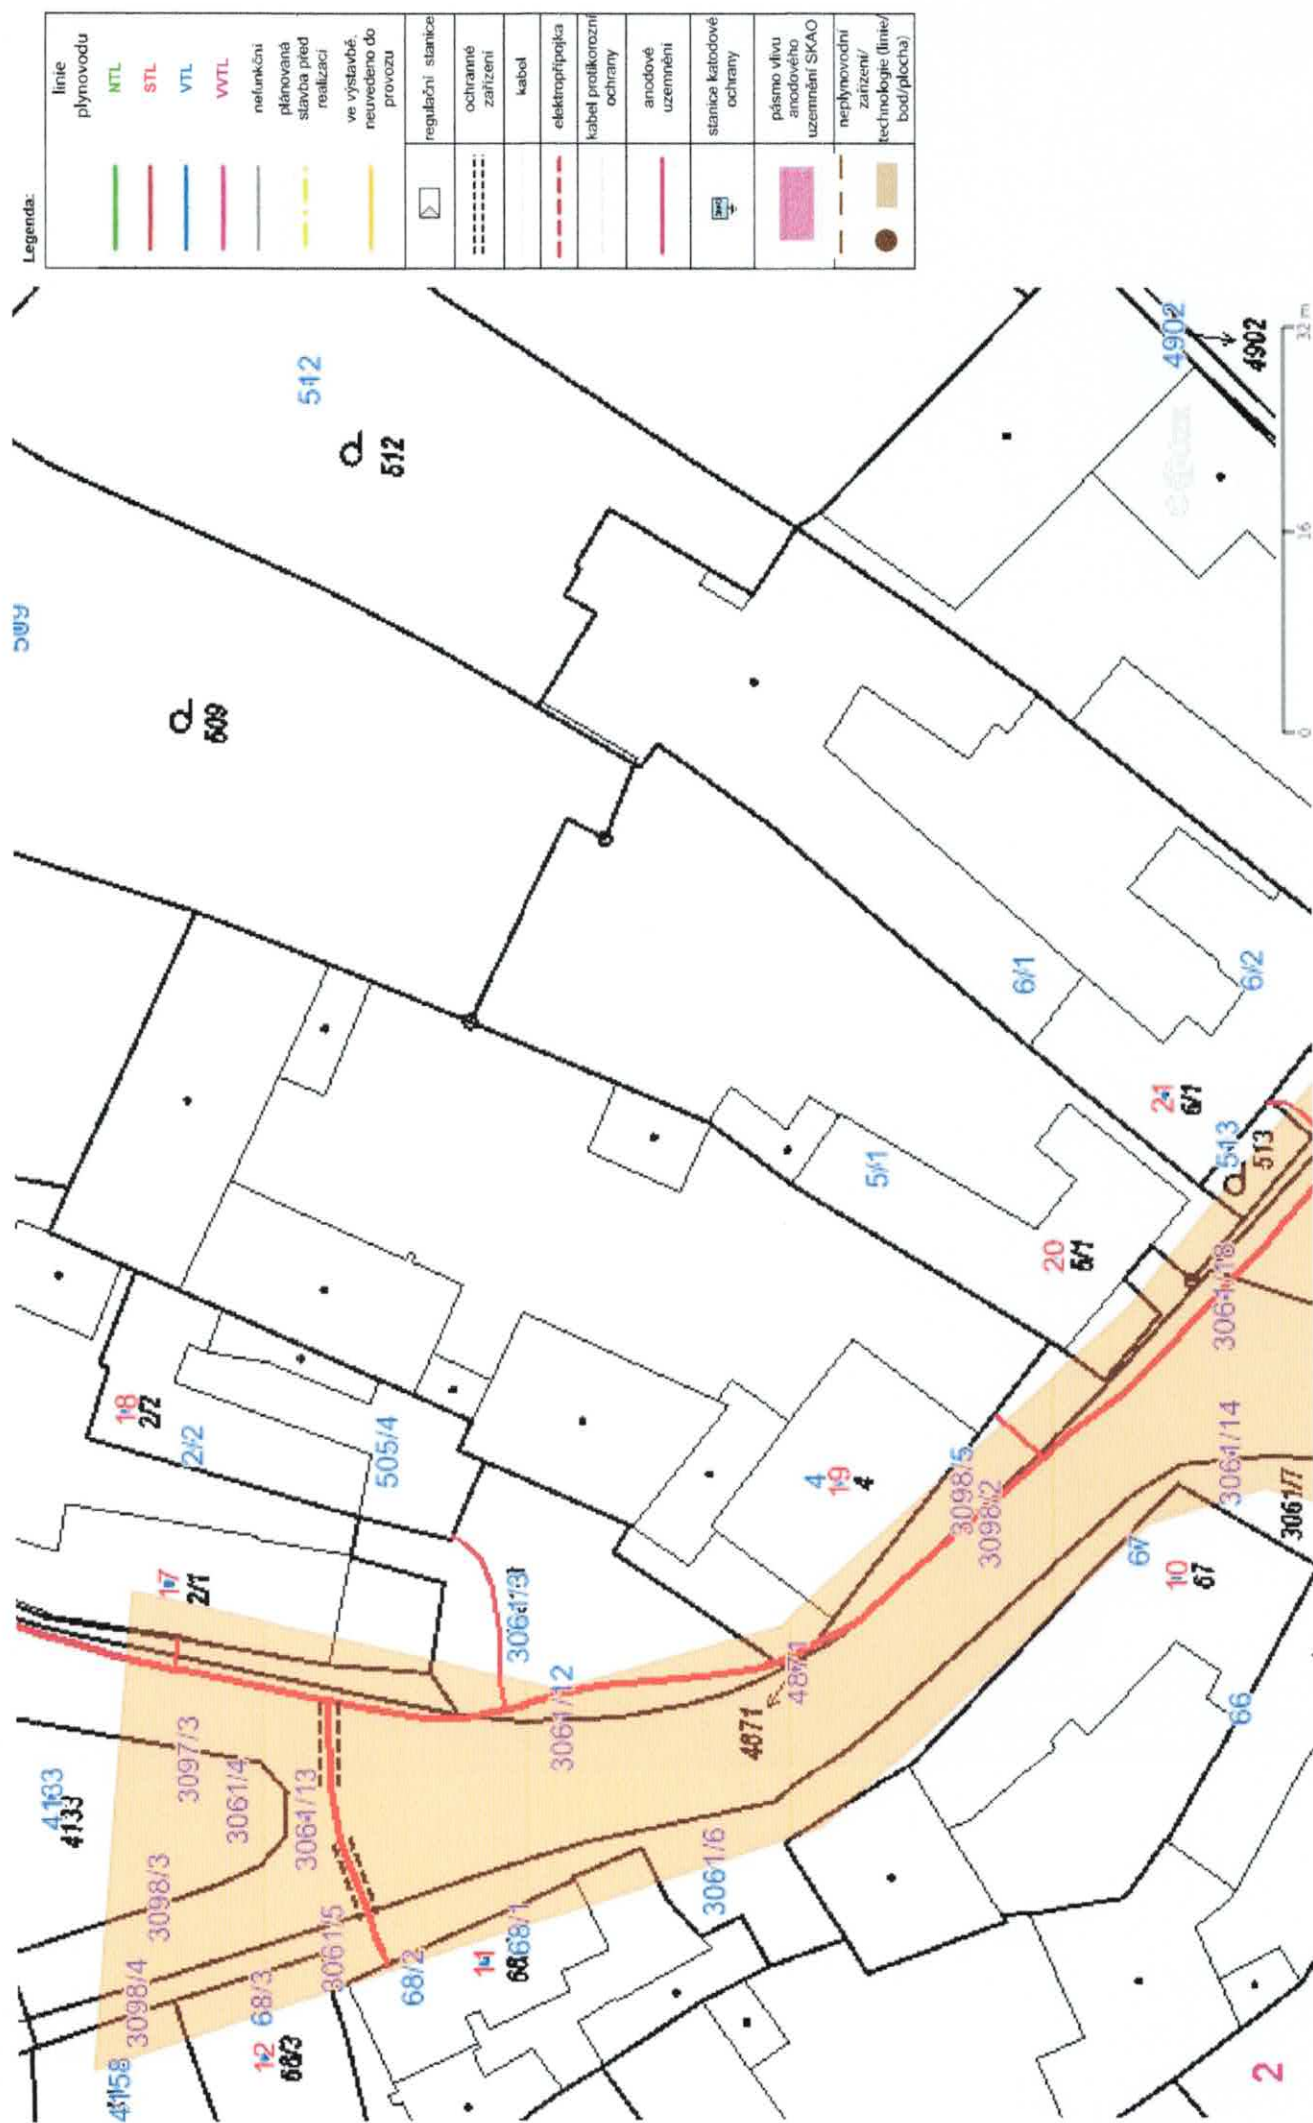 Legenda:
linie
plynovodu
NTL
STL
VTL
VVTL
nefunkční
plánovaná
stavba před
realizací
ve výstavbě,
neuvedeno do
provozu
regulační stanice
ochranné
zařízení
kabel
elektropřípojka
kabel protikorozní
ochrany
anodové
uzemnění
stanice katodové
ochrany
pásmo vlivu
anodového
uzemnění SKAO
neplynovodní
zařízení/
technologie (linie/
bod/plocha)
509
509
512
512
4902
4902
0 16 32 m
18
2/2
2/2
505/4
17
2/1
6/1
6/2
21
6/1
513
513
5/1
20
5/1
4
19
4
3061/18
3061/14
3061/7
3098/5
3098/2
67
10
67
66
3061/12
4871
4871
4133
4133
3097/3
3061/4
3061/13
3098/3
3098/4
3061/5
3061/6
68/3
12
68/3
68/2
11
68/1
4158
2